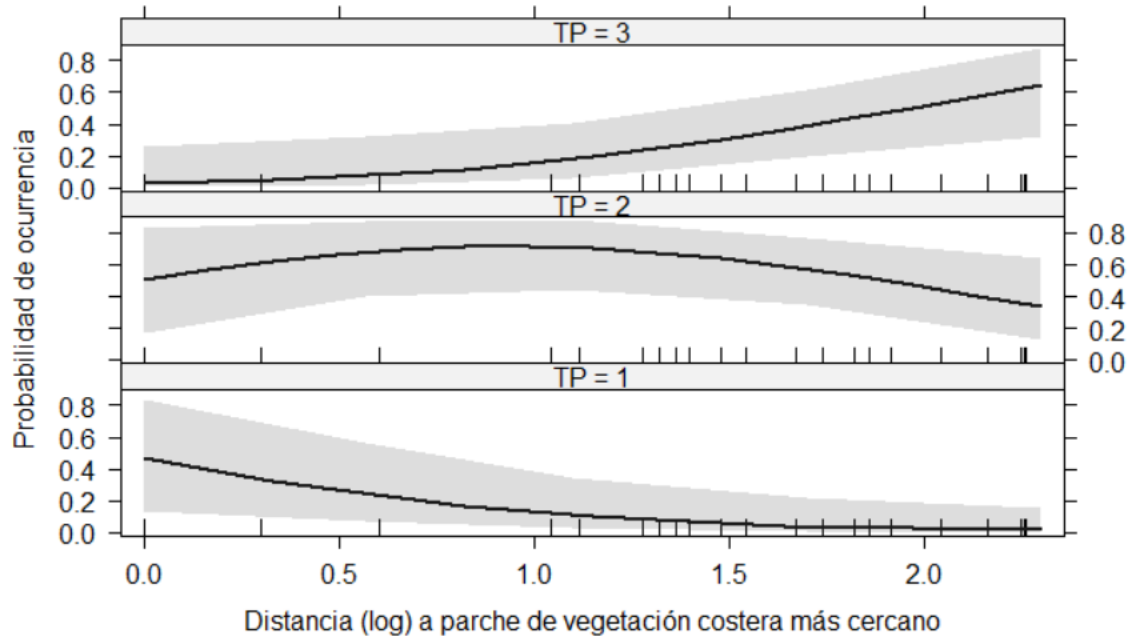 TP = 3
0.8
0.6
0.4
0.2
0.0
TP = 2
0.8
0.6
0.4
0.2
0.0
TP = 1
0.8
0.6
0.4
0.2
0.0
0.0 0.5 1.0 1.5 2.0
Probabilidad de ocurrencia
Distancia (log) a parche de vegetación costera más cercano